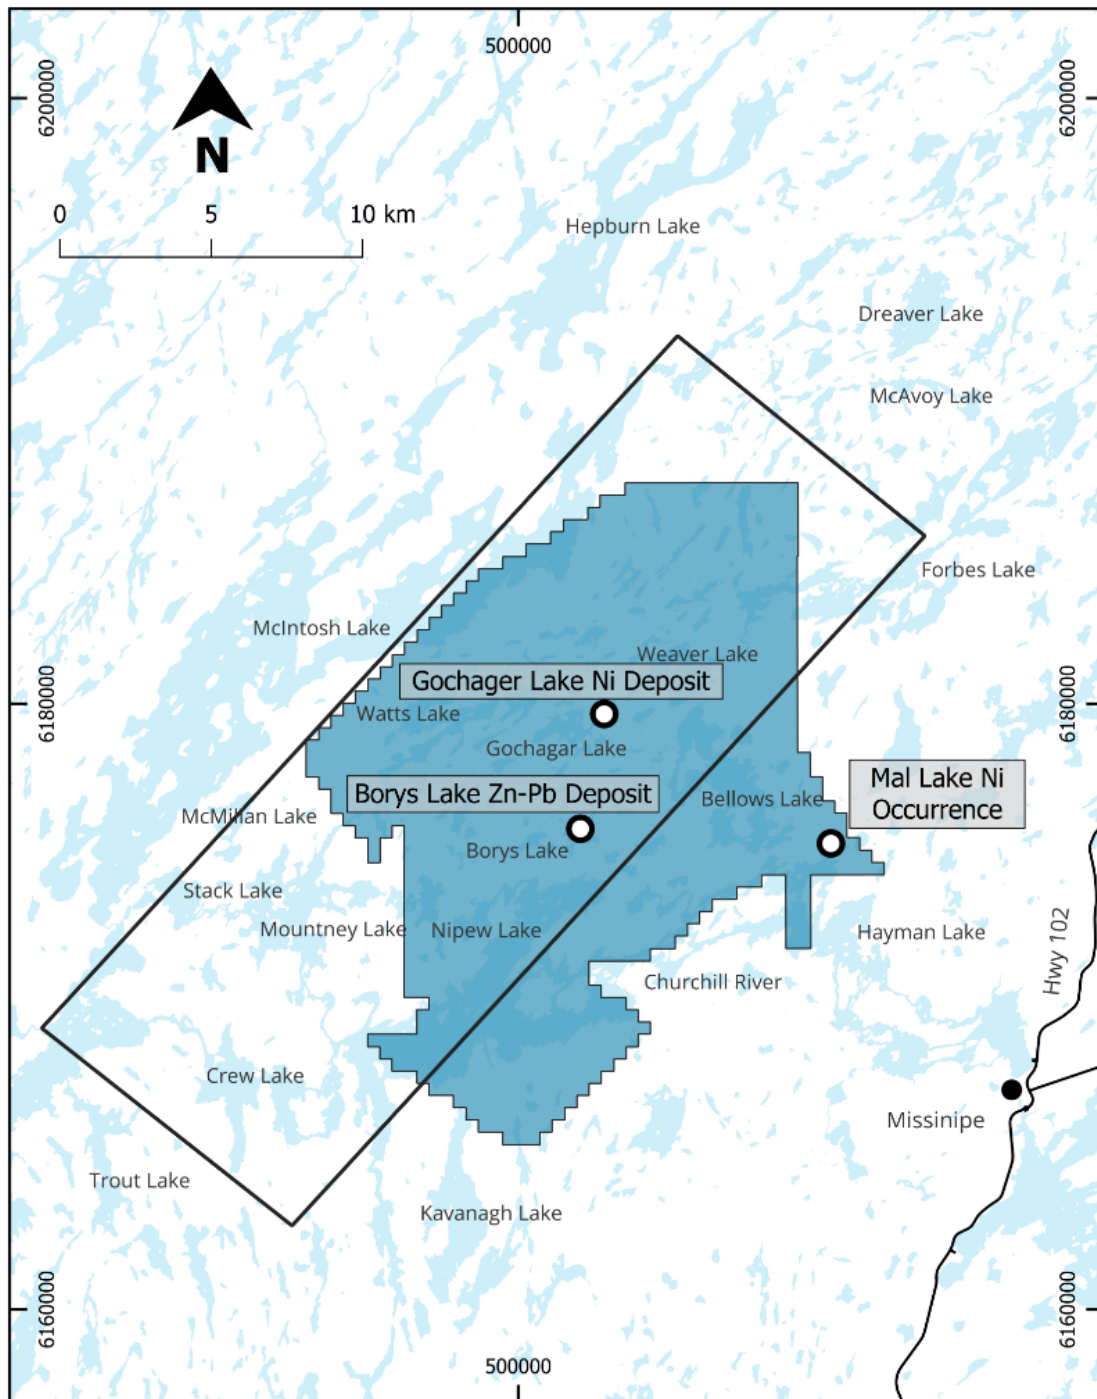 500000
6200000
6200000
N
0 5 10 km
Hepburn Lake
Dreaver Lake
McAvoy Lake
Forbes Lake
McIntosh Lake
Weaver Lake
Gochager Lake Ni Deposit
6180000
6180000
Watts Lake
Gochagar Lake
Mal Lake Ni
Occurrence
Borys Lake Zn-Pb Deposit
Bellows Lake
McMillan Lake
Borys Lake
Stack Lake
Mountney Lake
Nipew Lake
Hayman Lake
Hwy 102
Churchill River
Crew Lake
Missinipe
Trout Lake
Kavanagh Lake
6160000
6160000
500000